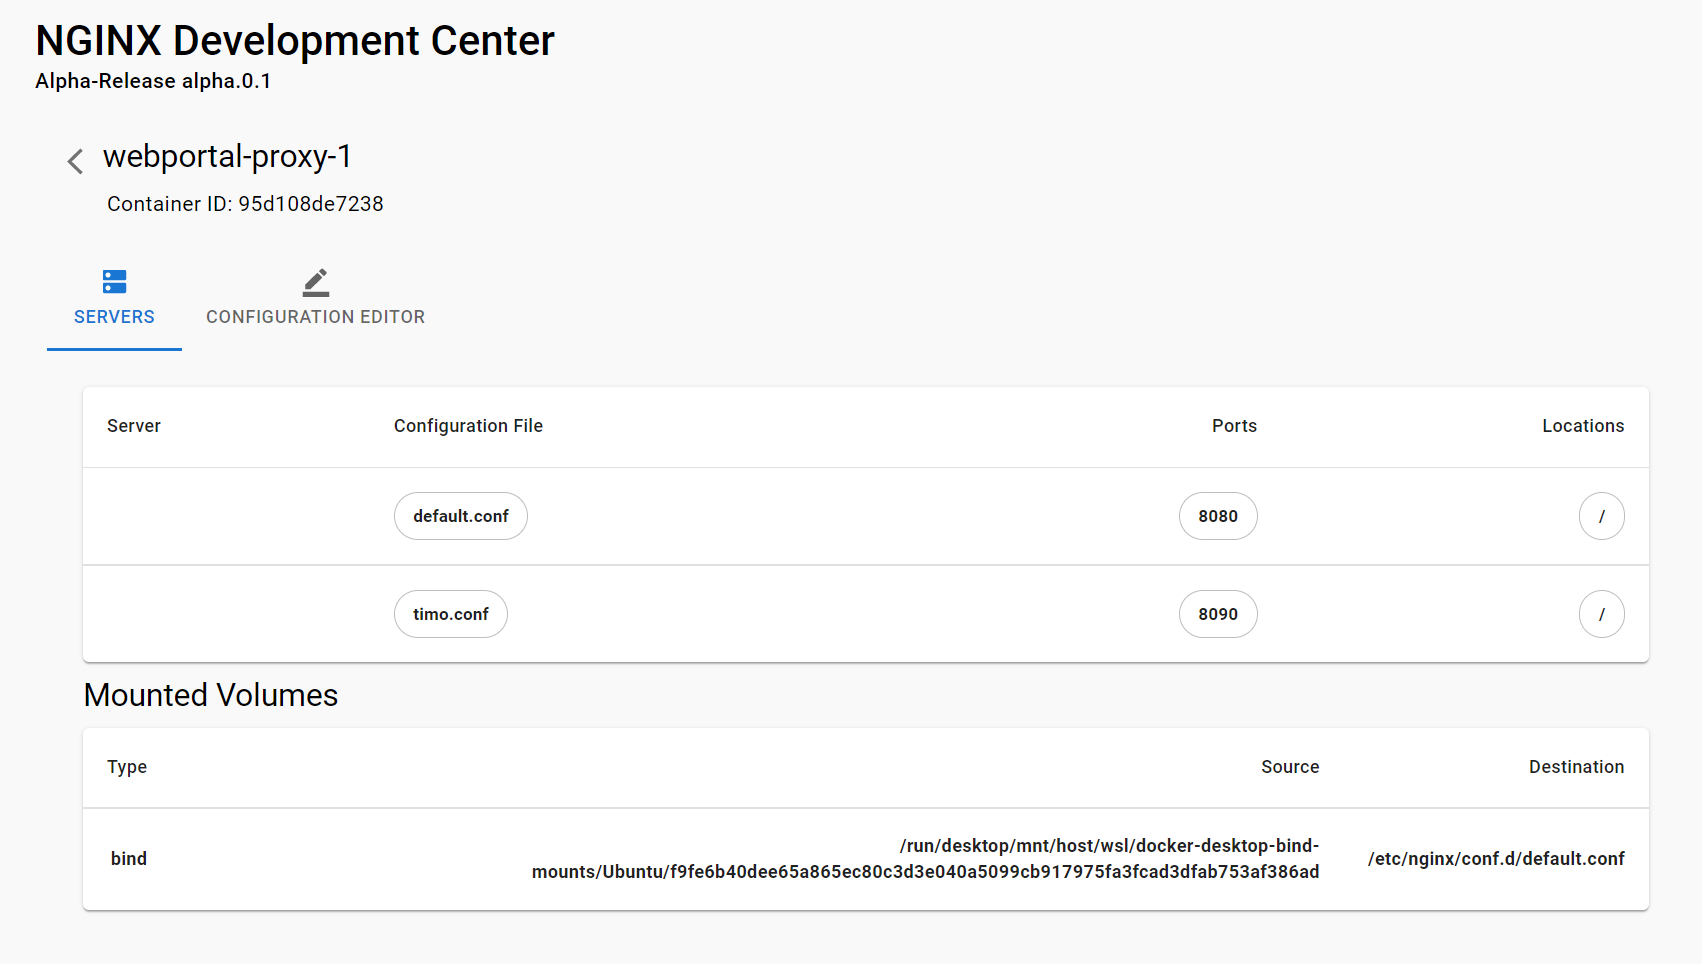 NGINX Development Center
Alpha-Release alpha.0.1
webportal-proxy-1
Container ID: 95d108de7238
SERVERS CONFIGURATION EDITOR
Server Configuration File Ports Locations
default.conf 8080 /
timo.conf 8090 /
Mounted Volumes
Type Source Destination
bind /run/desktop/mnt/host/wsl/docker-desktop-bind-
mounts/Ubuntu/f9fe6b40dee65a865ec80c3d3e040a5099cb917975fa3fcad3dfab753af386ad /etc/nginx/conf.d/default.conf